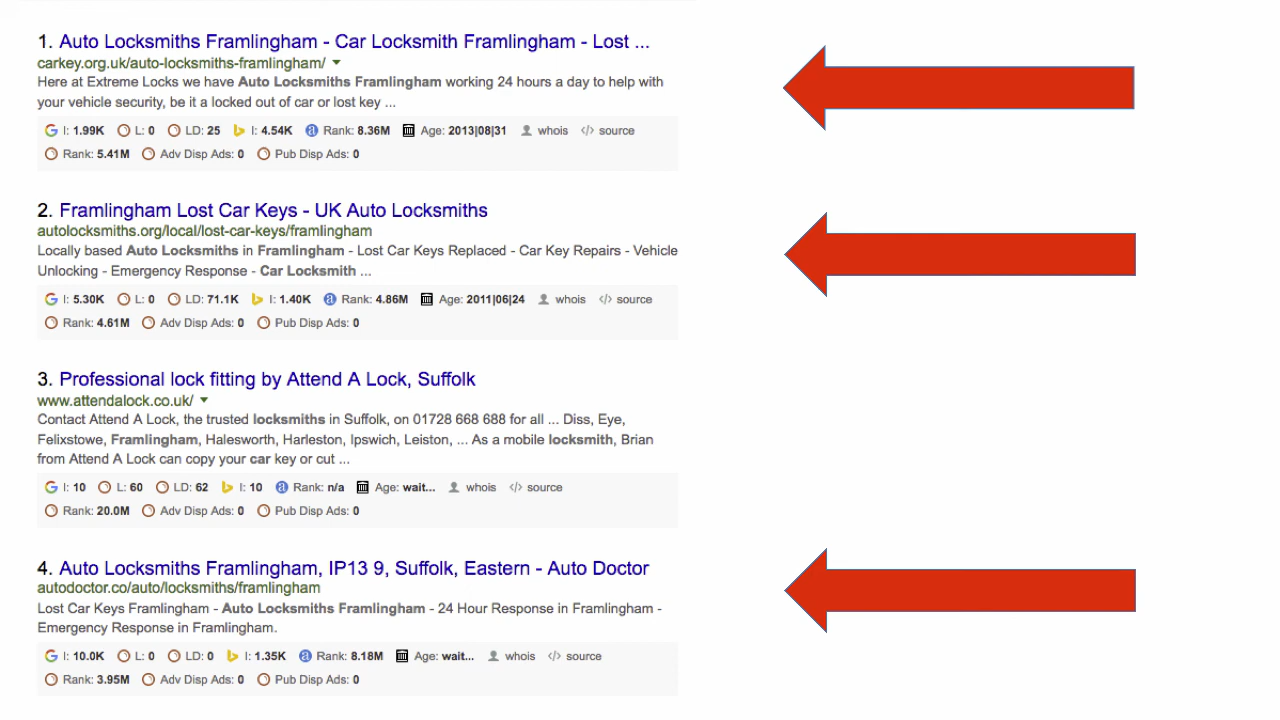 1. Auto Locksmiths Framlingham - Car Locksmith Framlingham - Lost ...
carkey.org.uk/auto-locksmiths-framlingham/
Here at Extreme Locks we have Auto Locksmiths Framlingham working 24 hours a day to help with
your vehicle security, be it a locked out of car or lost key ...
I: 1.99K L: 0 LD: 25 I: 4.54K Rank: 8.36M Age: 2013|08|31 whois </> source
Rank: 5.41M Adv Disp Ads: 0 Pub Disp Ads: 0
2. Framlingham Lost Car Keys - UK Auto Locksmiths
autolocksmiths.org/local/lost-car-keys/framlingham
Locally based Auto Locksmiths in Framlingham - Lost Car Keys Replaced - Car Key Repairs - Vehicle
Unlocking - Emergency Response - Car Locksmith ...
I: 5.30K L: 0 LD: 71.1K I: 1.40K Rank: 4.86M Age: 2011|06|24 whois </> source
Rank: 4.61M Adv Disp Ads: 0 Pub Disp Ads: 0
3. Professional lock fitting by Attend A Lock, Suffolk
www.attendalock.co.uk/
Contact Attend A Lock, the trusted locksmiths in Suffolk, on 01728 668 688 for all ... Diss, Eye,
Felixstowe, Framlingham, Halesworth, Harleston, Ipswich, Leiston, ... As a mobile locksmith, Brian
from Attend A Lock can copy your car key or cut ...
I: 10 L: 60 LD: 62 I: 10 Rank: n/a Age: wait... whois </> source
Rank: 20.0M Adv Disp Ads: 0 Pub Disp Ads: 0
4. Auto Locksmiths Framlingham, IP13 9, Suffolk, Eastern - Auto Doctor
autodoctor.co/auto/locksmiths/framlingham
Lost Car Keys Framlingham - Auto Locksmiths Framlingham - 24 Hour Response in Framlingham -
Emergency Response in Framlingham.
I: 10.0K L: 0 LD: 0 I: 1.35K Rank: 8.18M Age: wait... whois </> source
Rank: 3.95M Adv Disp Ads: 0 Pub Disp Ads: 0